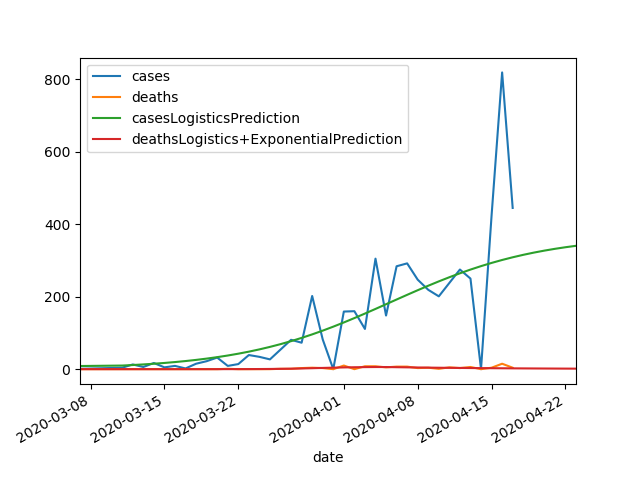 cases
deaths
casesLogisticsPrediction
deathsLogistics+ExponentialPrediction
800
600
400
200
0
2020-03-08
2020-03-15
2020-03-22
2020-04-01
2020-04-08
2020-04-15
2020-04-22
date